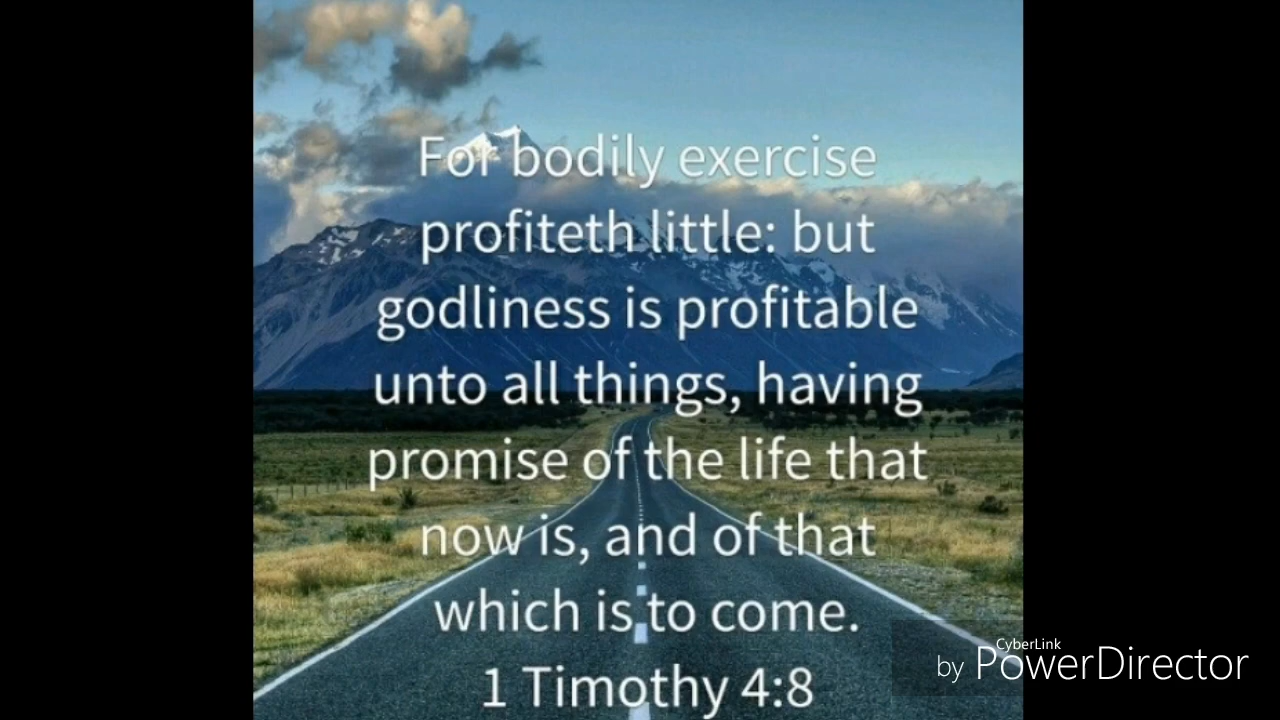 For bodily exercise
profiteth little: but
godliness is profitable
unto all things, having
promise of the life that
now is, and of that
which is to come.
1 Timothy 4:8
CyberLink
by PowerDirector